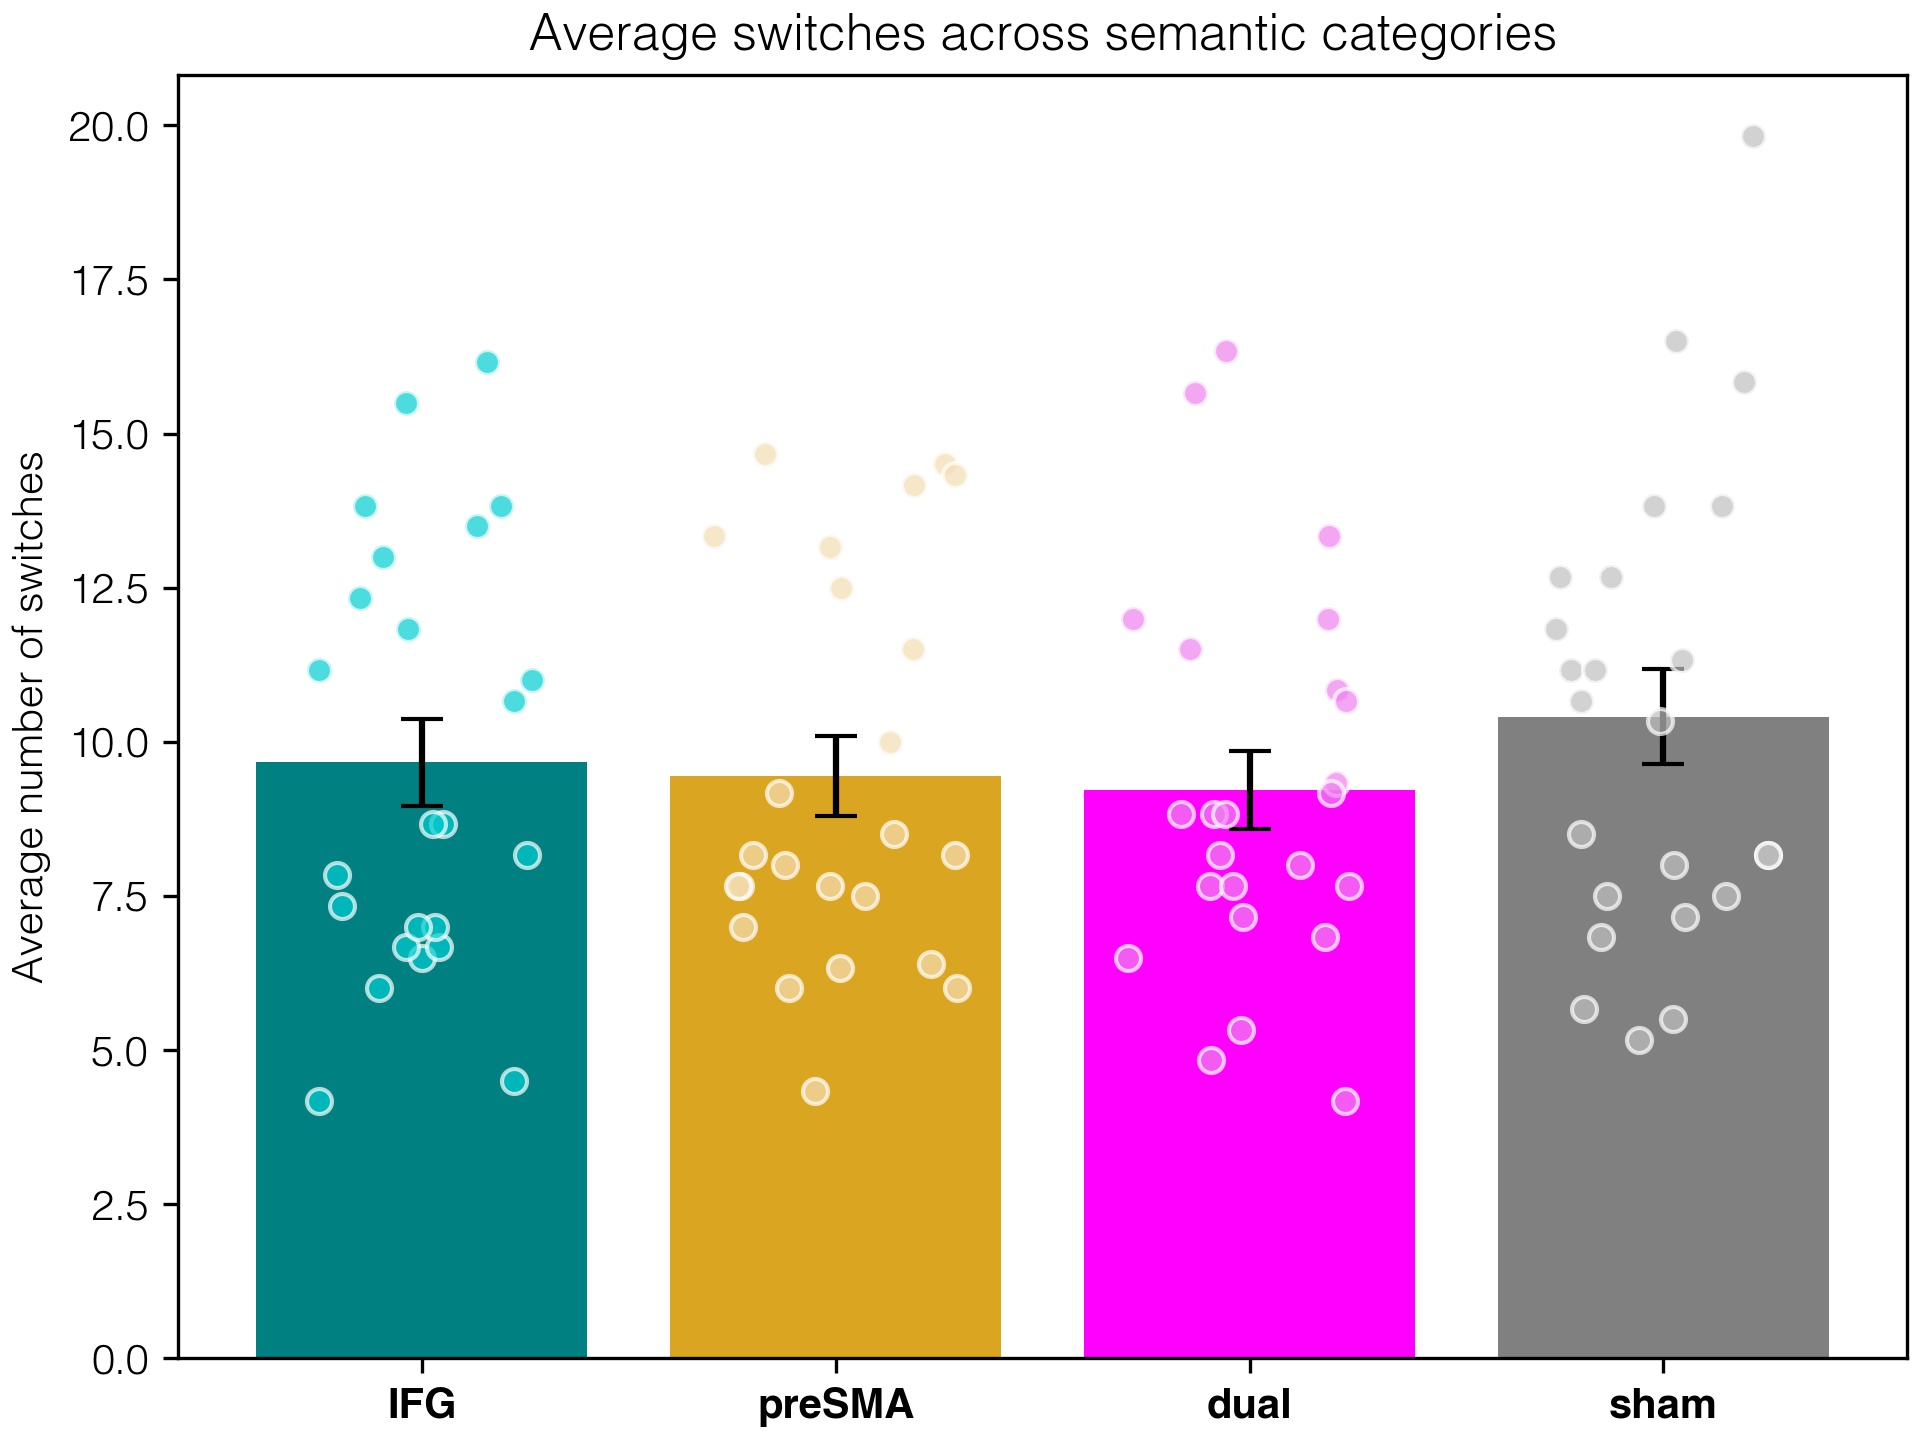 Average switches across semantic categories
Average number of switches
20.0
17.5
15.0
12.5
10.0
7.5
5.0
2.5
0.0
IFG
preSMA
dual
sham